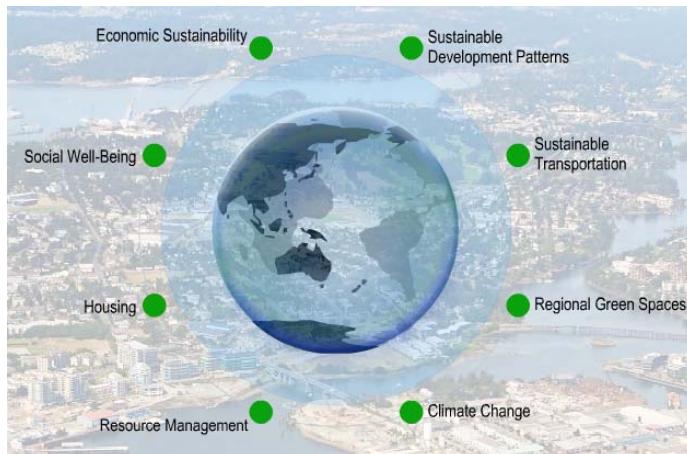 Economic Sustainability
Sustainable
Development Patterns
Social Well-Being
Sustainable
Transportation
Housing
Regional Green Spaces
Resource Management
Climate Change